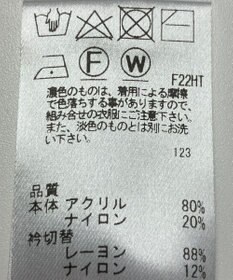 F W
F22HT
濃色のものは、着用による摩擦
で色落ちする事がありますので、
組み合せの衣服にご注意下さい。
また、淡色のものとは別にお洗
い下さい。
123
品質
本体 アクリル 80%
ナイロン 20%
衿切替
レーヨン 88%
ナイロン 12%